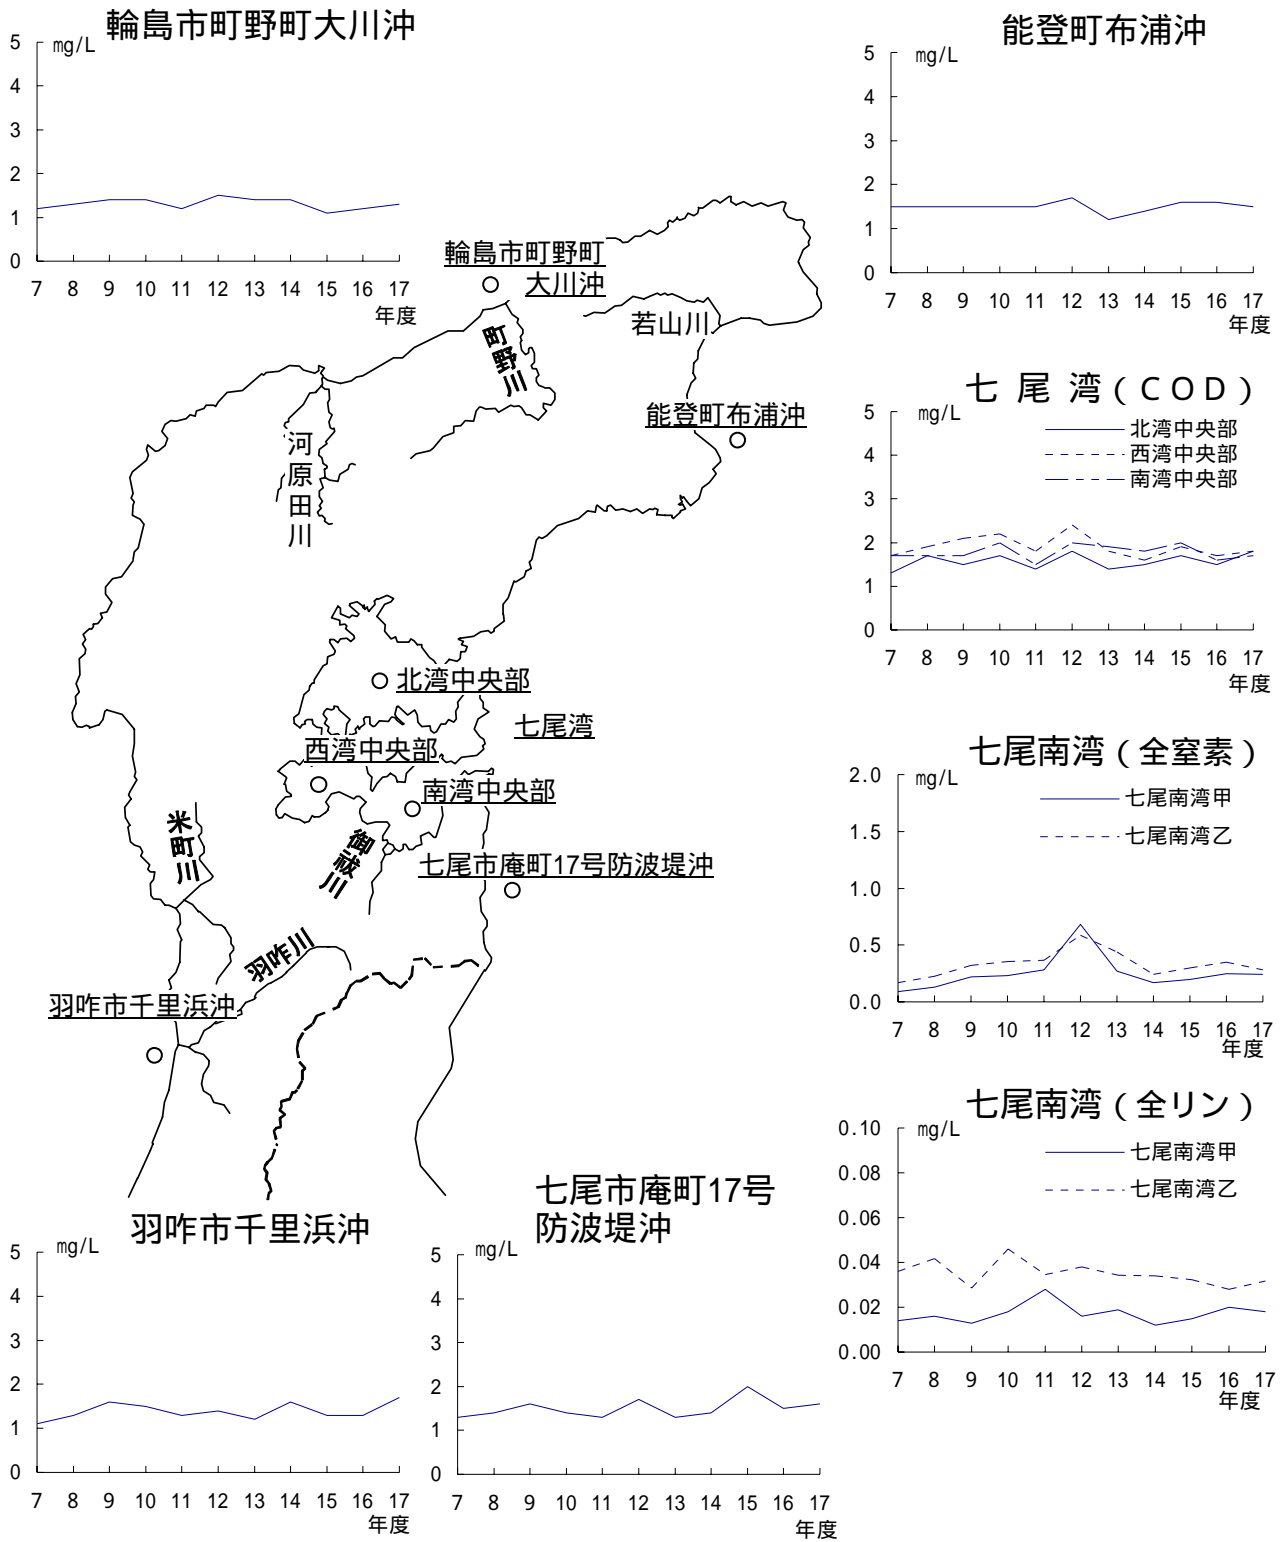 輪島市町野町大川沖
mg/L
5
4
3
2
1
0
7 8 9 10 11 12 13 14 15 16 17
年度
能登町布浦沖
mg/L
5
4
3
2
1
0
7 8 9 10 11 12 13 14 15 16 17
年度
輪島市町野町
大川沖
若山川
町野川
能登町布浦沖
河原田川
北湾中央部
七尾湾
西湾中央部
南湾中央部
米町川
御祓川
七尾市庵町17号防波堤沖
羽咋川
羽咋市千里浜沖
七尾湾(COD)
mg/L
北湾中央部
西湾中央部
南湾中央部
5
4
3
2
1
0
7 8 9 10 11 12 13 14 15 16 17
年度
七尾南湾(全窒素)
mg/L
七尾南湾甲
七尾南湾乙
2.0
1.5
1.0
0.5
0.0
7 8 9 10 11 12 13 14 15 16 17
年度
七尾南湾(全リン)
mg/L
七尾南湾甲
七尾南湾乙
0.10
0.08
0.06
0.04
0.02
0.00
7 8 9 10 11 12 13 14 15 16 17
年度
羽咋市千里浜沖
mg/L
5
4
3
2
1
0
7 8 9 10 11 12 13 14 15 16 17
年度
七尾市庵町17号
防波堤沖
mg/L
5
4
3
2
1
0
7 8 9 10 11 12 13 14 15 16 17
年度